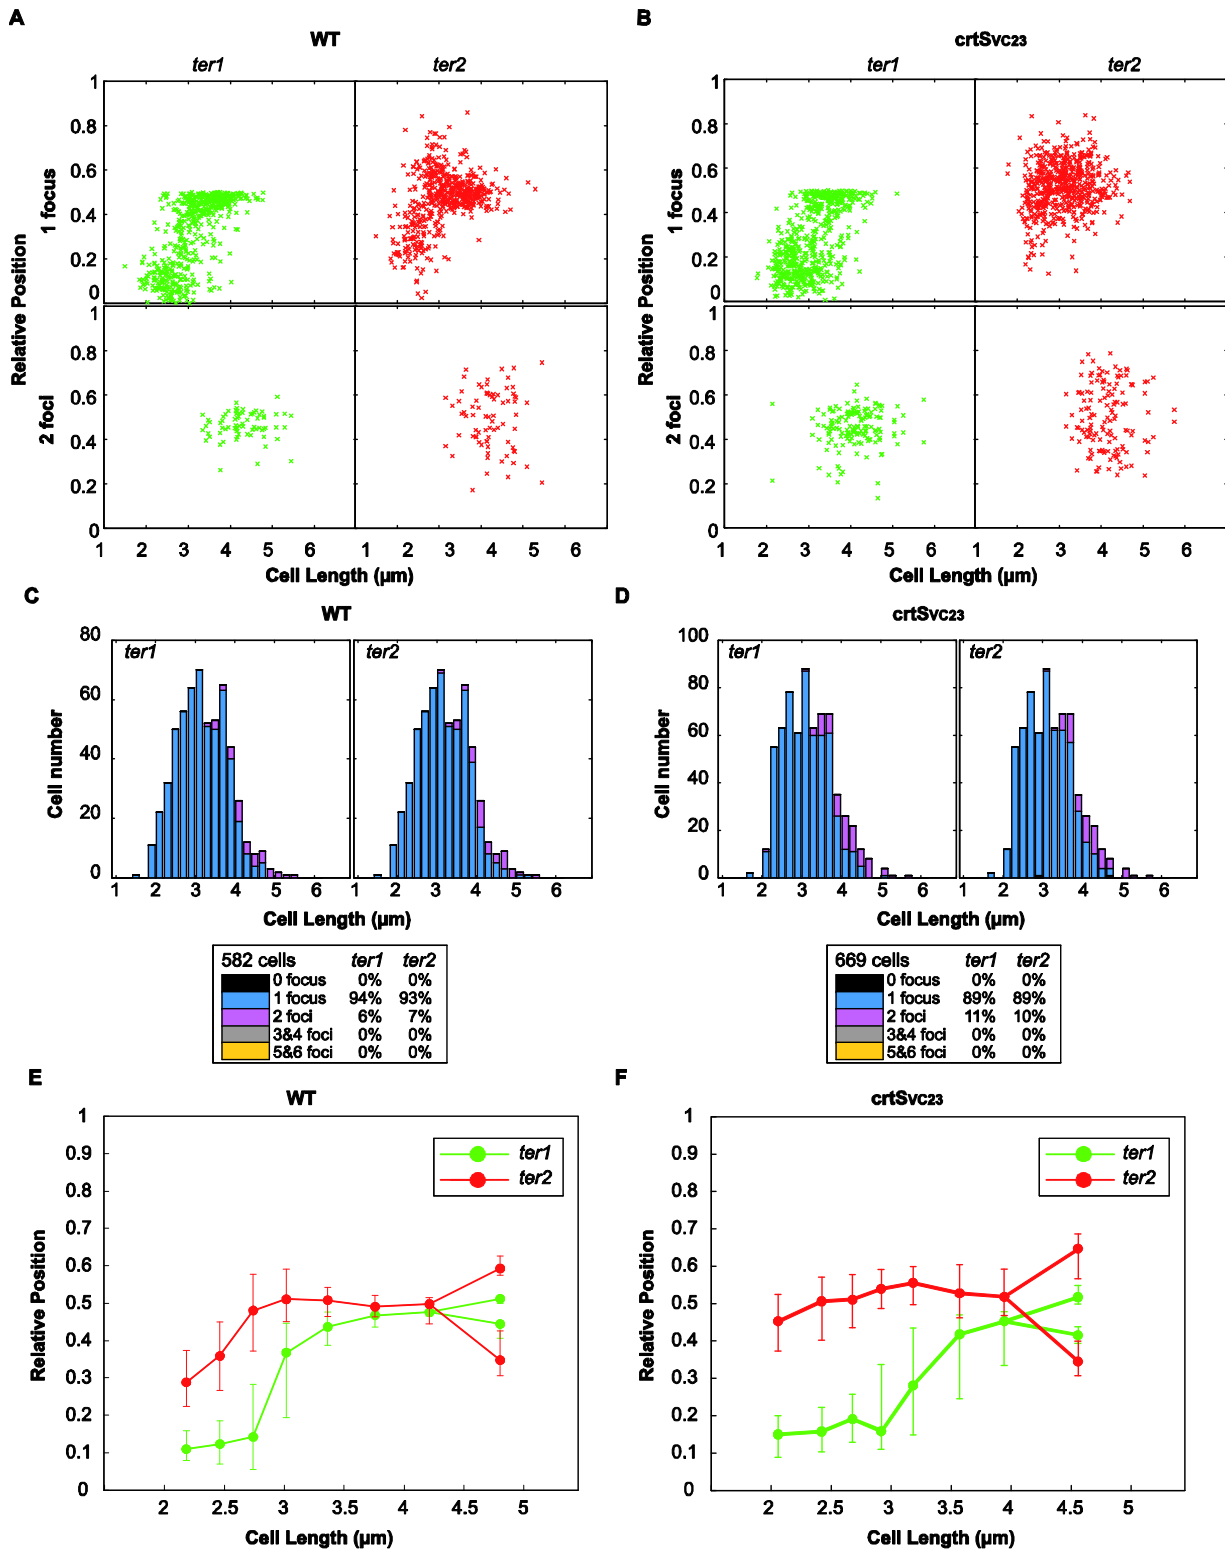 A
WT
ter1 ter2
1
0.8
0.6
0.4
0.2
0
1 focus
1
0.8
0.6
0.4
0.2
0
2 foci
Relative Position
1 2 3 4 5 6 1 2 3 4 5 6
Cell Length (µm)
B
crtSVC23
ter1 ter2
1
0.8
0.6
0.4
0.2
0
1 focus
1
0.8
0.6
0.4
0.2
0
2 foci
Relative Position
1 2 3 4 5 6 1 2 3 4 5 6
Cell Length (µm)
C
WT
ter1 ter2
80
60
40
20
0
Cell number
1 2 3 4 5 6 1 2 3 4 5 6
Cell Length (µm)
582 cells ter1 ter2
0 focus 0% 0%
1 focus 94% 93%
2 foci 6% 7%
3&4 foci 0% 0%
5&6 foci 0% 0%
D
crtSVC23
ter1 ter2
100
80
60
40
20
0
Cell number
1 2 3 4 5 6 1 2 3 4 5 6
Cell Length (µm)
669 cells ter1 ter2
0 focus 0% 0%
1 focus 89% 89%
2 foci 11% 10%
3&4 foci 0% 0%
5&6 foci 0% 0%
E
WT
ter1
ter2
1
0.9
0.8
0.7
0.6
0.5
0.4
0.3
0.2
0.1
0
Relative Position
2 2.5 3 3.5 4 4.5 5
Cell Length (µm)
F
crtSVC23
ter1
ter2
1
0.9
0.8
0.7
0.6
0.5
0.4
0.3
0.2
0.1
0
Relative Position
2 2.5 3 3.5 4 4.5 5
Cell Length (µm)